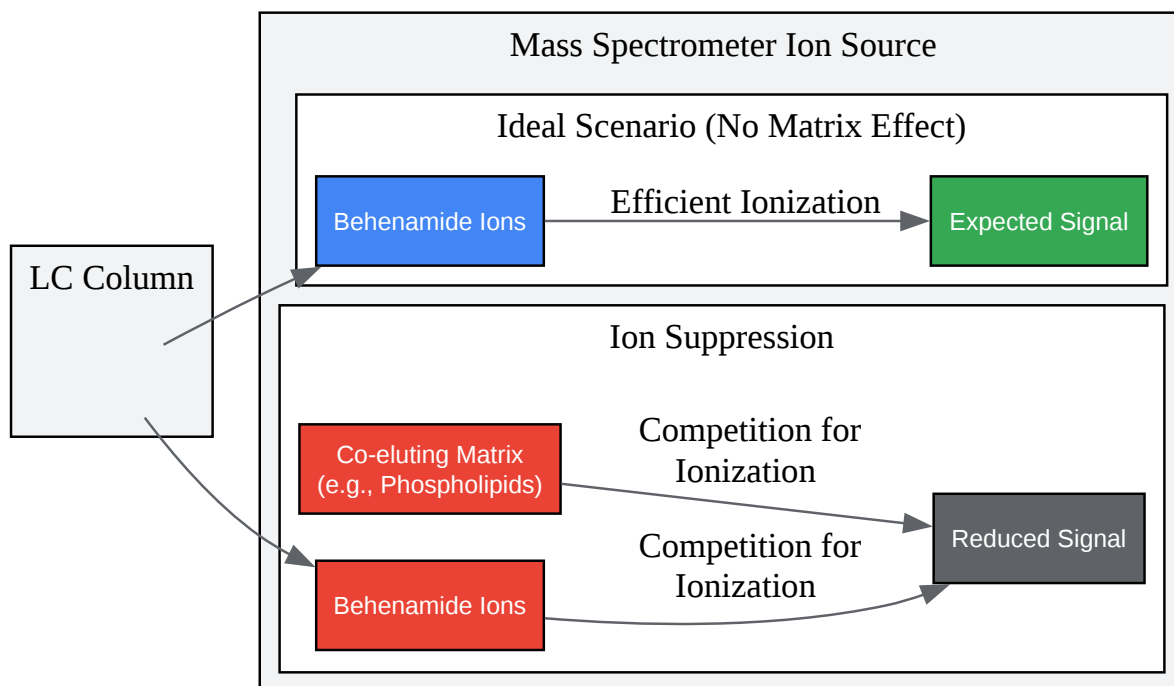 Mass Spectrometer Ion Source
Ideal Scenario (No Matrix Effect)
Behenamide Ions
Efficient Ionization
Expected Signal
LC Column
Ion Suppression
Co-eluting Matrix
(e.g., Phospholipids)
Competition for
Ionization
Reduced Signal
Competition for
Ionization
Behenamide Ions